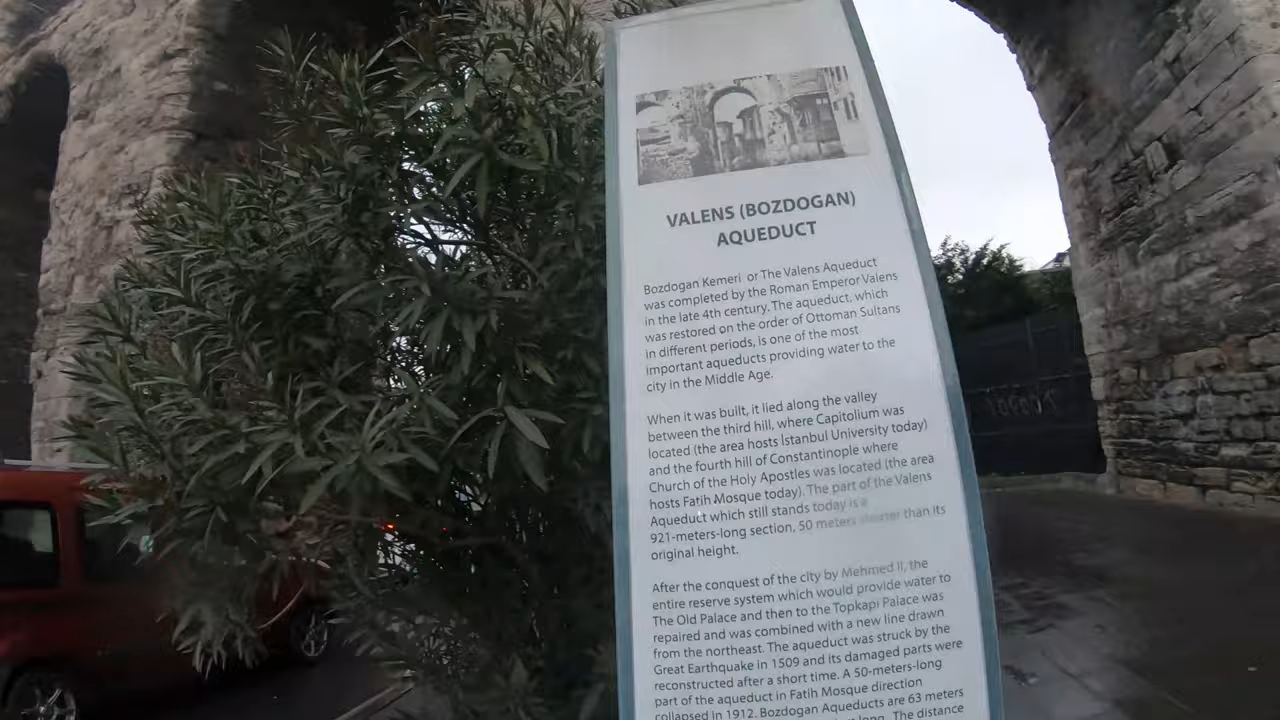 VALENS (BOZDOGAN)
AQUEDUCT
Bozdogan Kemeri or The Valens Aqueduct
was completed by the Roman Emperor Valens
in the late 4th century. The aqueduct, which
was restored on the order of Ottoman Sultans
in different periods, is one of the most
important aqueducts providing water to the
city in the Middle Age.
When it was built, it lied along the valley
between the third hill, where Capitolium was
located (the area hosts İstanbul University today)
and the fourth hill of Constantinople where
Church of the Holy Apostles was located (the area
hosts Fatih Mosque today). The part of the Valens
Aqueduct which still stands today is a
921-meters-long section, 50 meters shorter than its
original height.
After the conquest of the city by Mehmed II, the
entire reserve system which would provide water to
The Old Palace and then to the Topkapi Palace was
repaired and was combined with a new line drawn
from the northeast. The aqueduct was struck by the
Great Earthquake in 1509 and its damaged parts were
reconstructed after a short time. A 50-meters-long
part of the aqueduct in Fatih Mosque direction
collapsed in 1912. Bozdogan Aqueducts are 63 meters
long. The distance